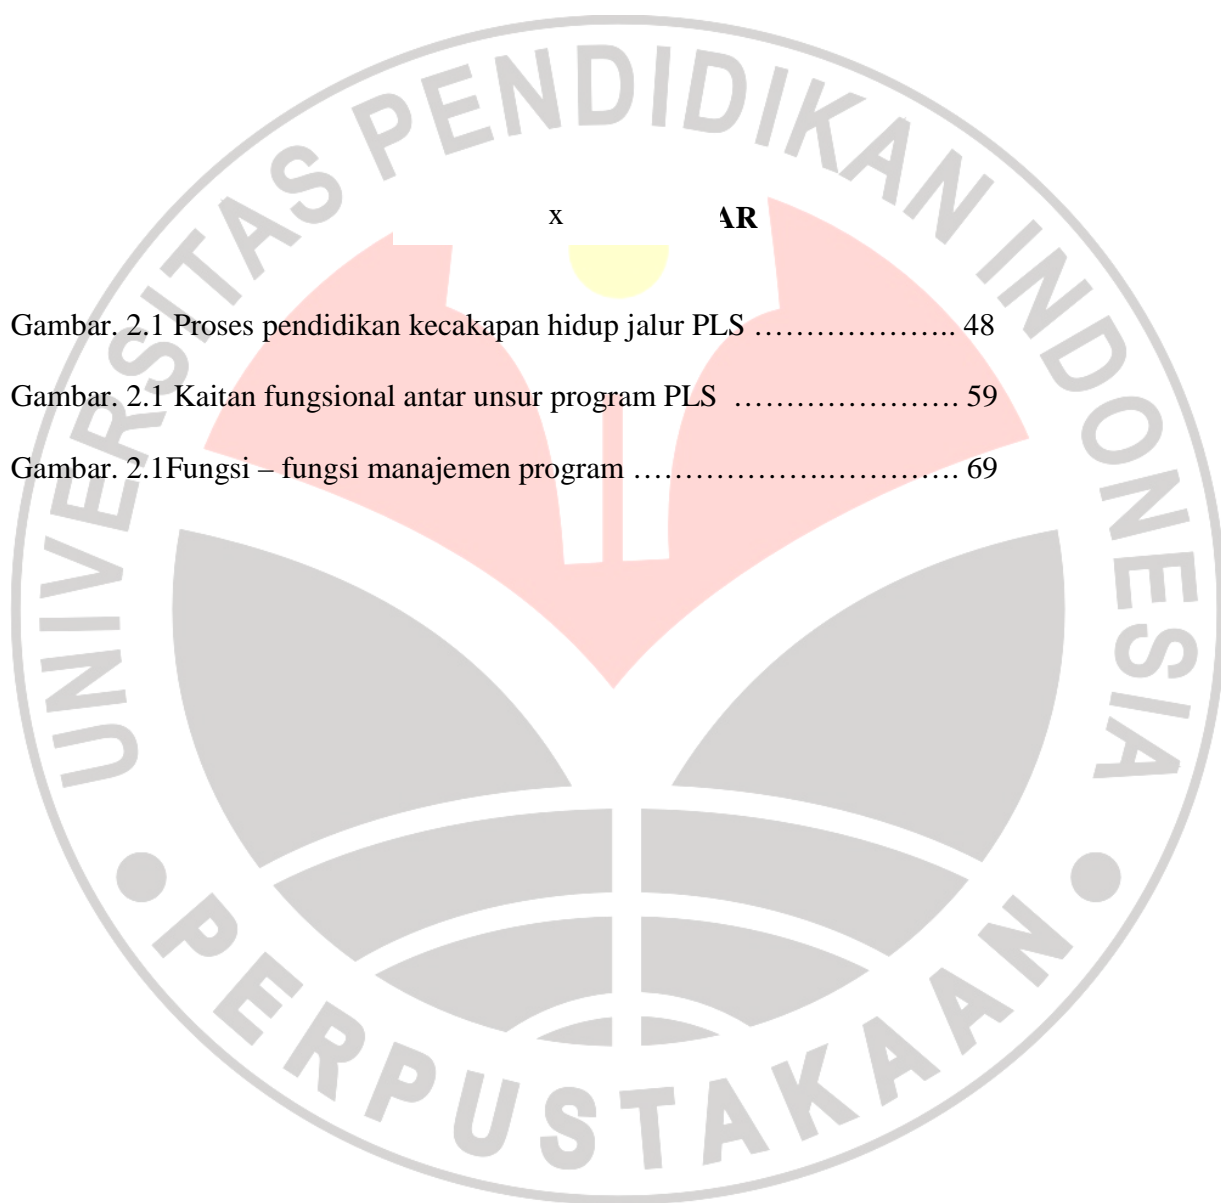 UNIVERSITAS PENDIDIKAN INDONESIA
x AR
Gambar. 2.1 Proses pendidikan kecakapan hidup jalur PLS ……………….. 48
Gambar. 2.1 Kaitan fungsional antar unsur program PLS …………………. 59
Gambar. 2.1Fungsi – fungsi manajemen program ……………….…………. 69
PERPUSTAKAAN